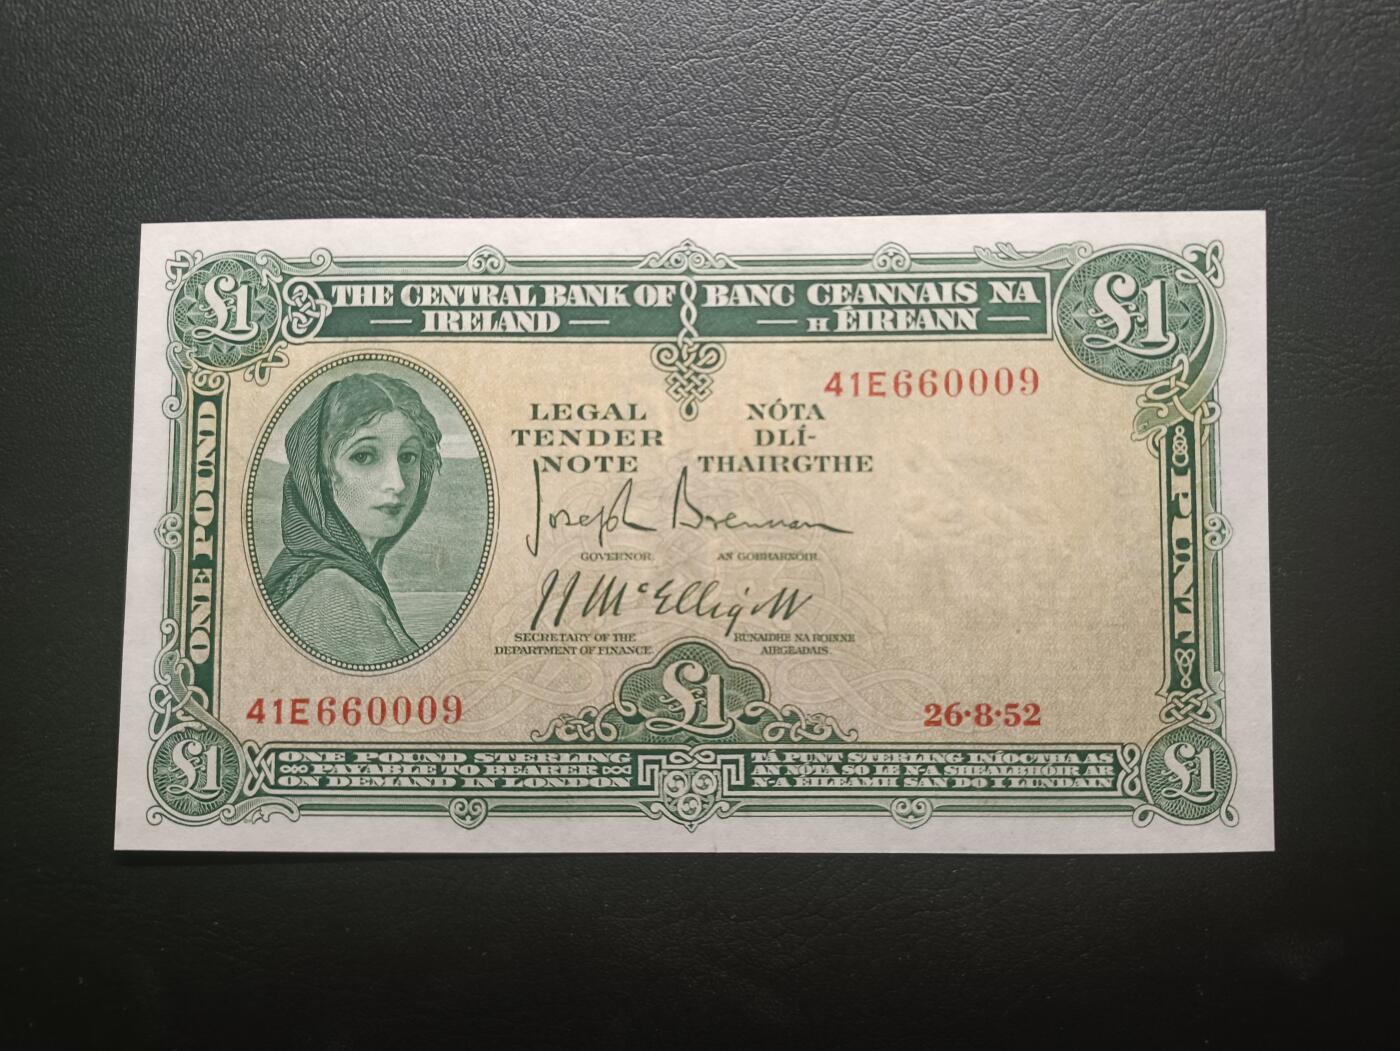 £1
THE CENTRAL BANK OF
IRELAND
BANC CEANNAIS NA
H ÉIREANN
£1
41E660009
LEGAL
TENDER
NOTE
NÓTA
DLÍ-
THAIRGTHE
Joseph Brennan
GOVERNOR.
AN GOBHARNÓIR.
J J McElligott
SECRETARY OF THE
DEPARTMENT OF FINANCE.
RÚNAIDHE NA ROINNE
AIRGEADAIS.
ONE POUND
PUNT
41E660009
£1
26·8·52
£1
ONE POUND STERLING
PAYABLE TO BEARER
ON DEMAND IN LONDON
TÁ PUNT STERLING INÍOCTHA AS
AN NÓTA SO LE N-A SHEALBHÓIR AR
N-A ÉILEAMH SAN DO I LUNDAIN
£1